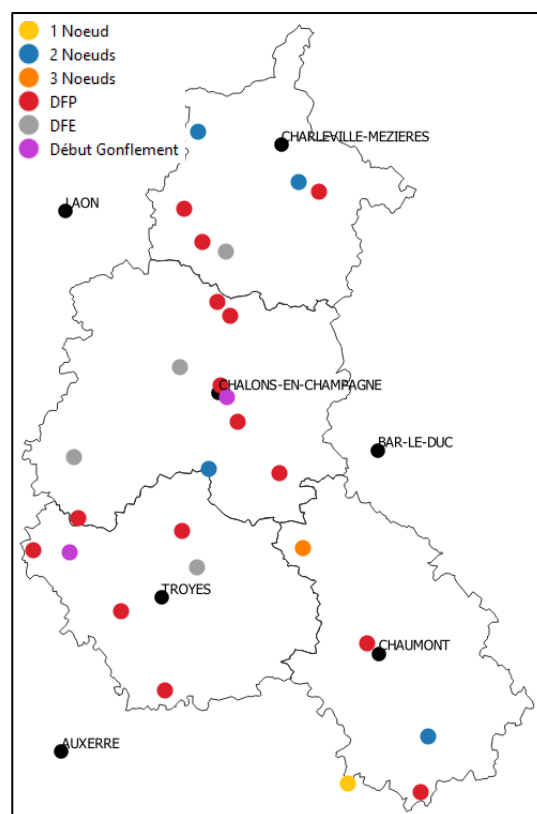 1 Noeud
2 Noeuds
3 Noeuds
DFP
DFE
Début Gonflement
CHARLEVILLE-MEZIERES
LAON
CHALONS-EN-CHAMPAGNE
BAR-LE-DUC
TROYES
CHAUMONT
AUXERRE